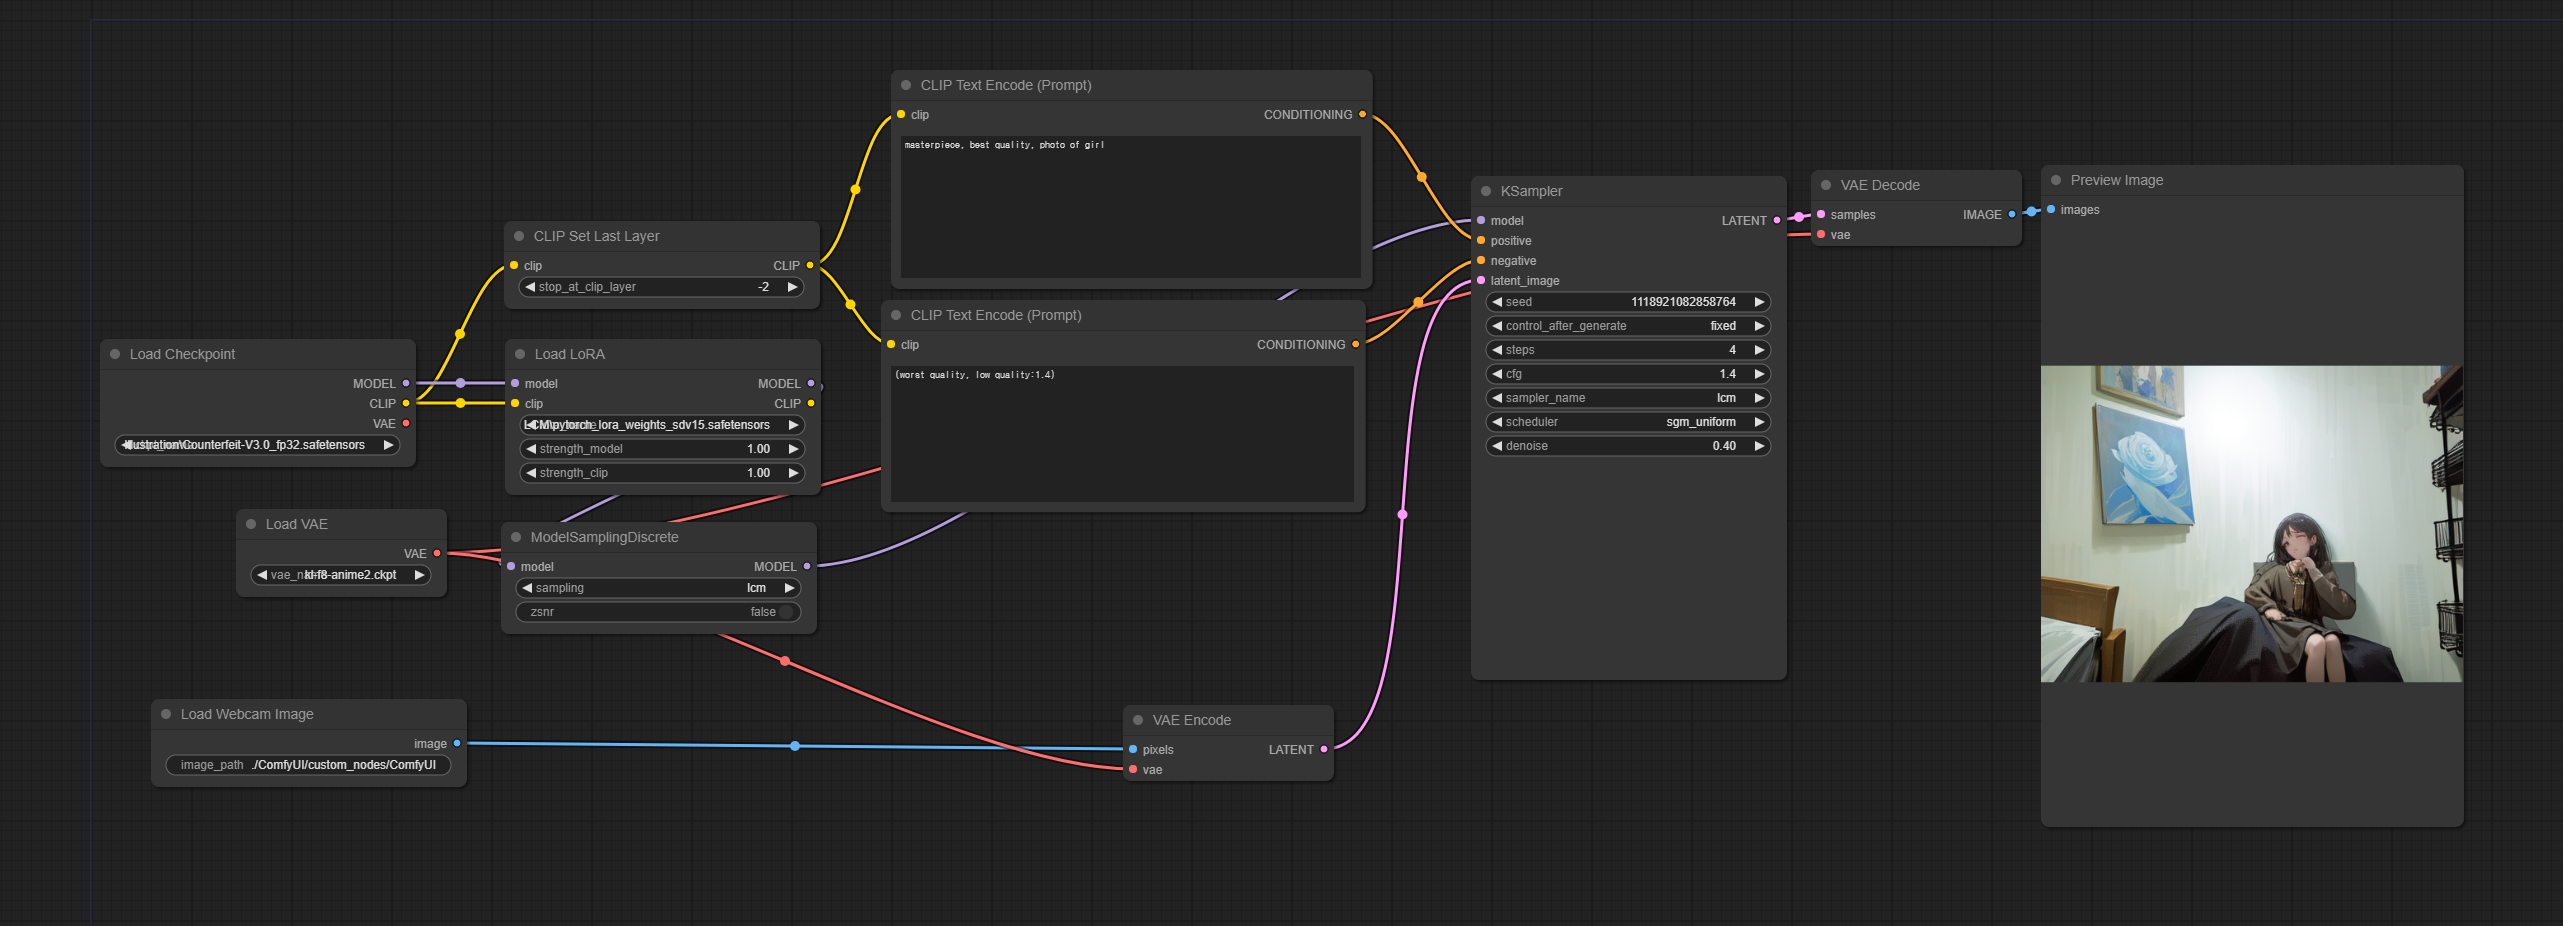 CLIP Text Encode (Prompt)
clip
CONDITIONING
masterpiece, best quality, photo of girl
CLIP Set Last Layer
clip
CLIP
stop_at_clip_layer
-2
CLIP Text Encode (Prompt)
clip
CONDITIONING
(worst quality, low quality:1.4)
Load Checkpoint
MODEL
CLIP
VAE
Illustration\Counterfeit-V3.0_fp32.safetensors
Load LoRA
model
MODEL
clip
CLIP
LCM\pytorch_lora_weights_sdv15.safetensors
strength_model
1.00
strength_clip
1.00
Load VAE
VAE
kl-f8-anime2.ckpt
ModelSamplingDiscrete
model
MODEL
sampling
lcm
zsnr
false
Load Webcam Image
image
image_path
./ComfyUI/custom_nodes/ComfyUI
VAE Encode
pixels
LATENT
vae
KSampler
model
LATENT
positive
negative
latent_image
seed
1118921082858764
control_after_generate
fixed
steps
4
cfg
1.4
sampler_name
lcm
scheduler
sgm_uniform
denoise
0.40
VAE Decode
samples
IMAGE
vae
Preview Image
images